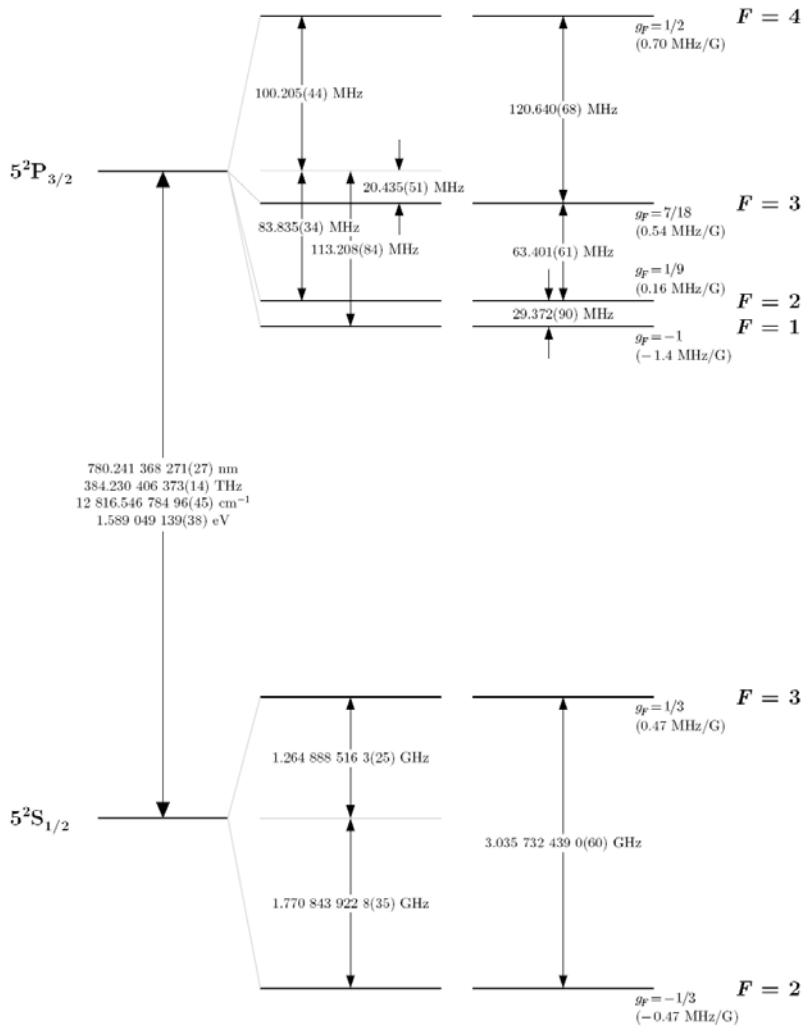 F = 4
g_F = 1/2
(0.70 MHz/G)
100.205(44) MHz
120.640(68) MHz
5²P₃/₂
20.435(51) MHz
F = 3
g_F = 7/18
(0.54 MHz/G)
83.835(34) MHz
113.208(84) MHz
63.401(61) MHz
g_F = 1/9
(0.16 MHz/G)
F = 2
29.372(90) MHz
F = 1
g_F = −1
(−1.4 MHz/G)
780.241 368 271(27) nm
384.230 406 373(14) THz
12 816.546 784 96(45) cm⁻¹
1.589 049 139(38) eV
F = 3
g_F = 1/3
(0.47 MHz/G)
1.264 888 516 3(25) GHz
5²S₁/₂
3.035 732 439 0(60) GHz
1.770 843 922 8(35) GHz
F = 2
g_F = −1/3
(−0.47 MHz/G)